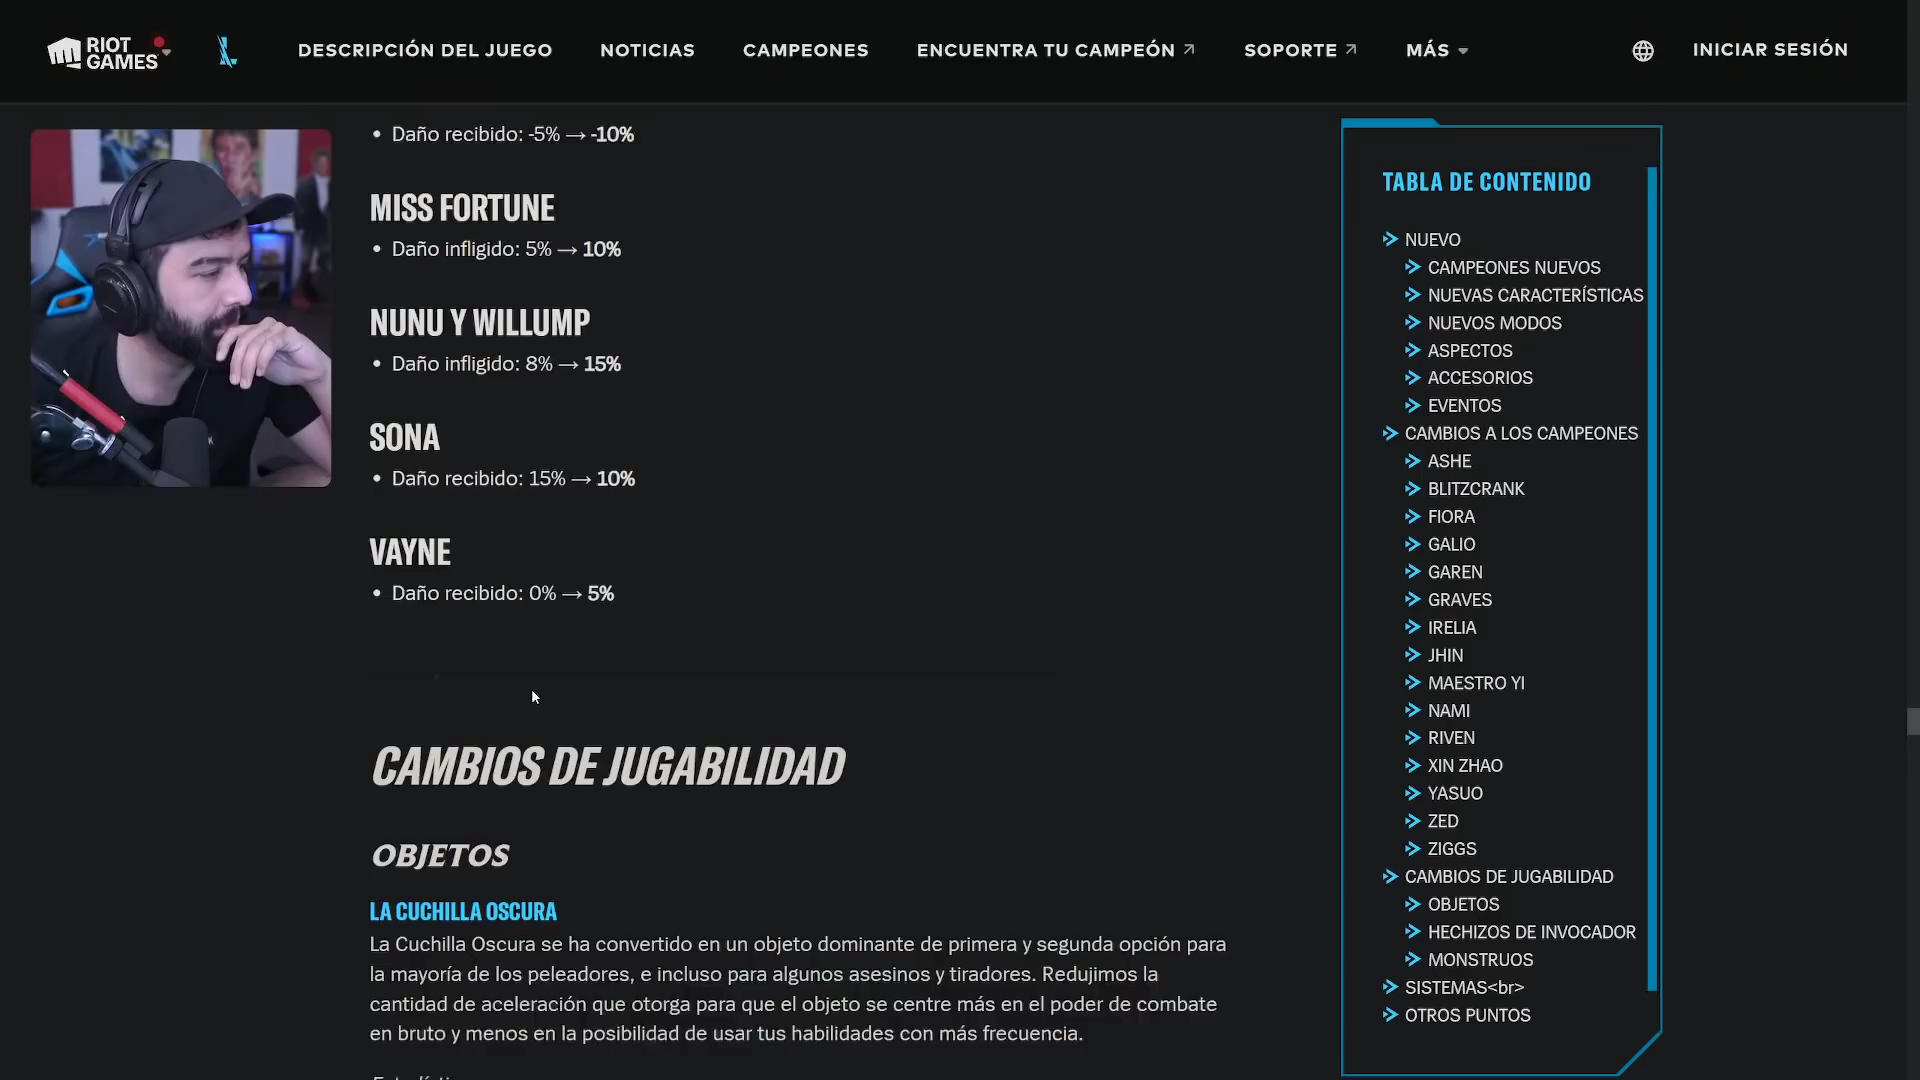 RIOT GAMES
DESCRIPCIÓN DEL JUEGO
NOTICIAS
CAMPEONES
ENCUENTRA TU CAMPEÓN
SOPORTE
MÁS
INICIAR SESIÓN
• Daño recibido: -5% → -10%
MISS FORTUNE
• Daño infligido: 5% → 10%
NUNU Y WILLUMP
• Daño infligido: 8% → 15%
SONA
• Daño recibido: 15% → 10%
VAYNE
• Daño recibido: 0% → 5%
CAMBIOS DE JUGABILIDAD
OBJETOS
LA CUCHILLA OSCURA
La Cuchilla Oscura se ha convertido en un objeto dominante de primera y segunda opción para
la mayoría de los peleadores, e incluso para algunos asesinos y tiradores. Redujimos la
cantidad de aceleración que otorga para que el objeto se centre más en el poder de combate
en bruto y menos en la posibilidad de usar tus habilidades con más frecuencia.
TABLA DE CONTENIDO
NUEVO
CAMPEONES NUEVOS
NUEVAS CARACTERÍSTICAS
NUEVOS MODOS
ASPECTOS
ACCESORIOS
EVENTOS
CAMBIOS A LOS CAMPEONES
ASHE
BLITZCRANK
FIORA
GALIO
GAREN
GRAVES
IRELIA
JHIN
MAESTRO YI
NAMI
RIVEN
XIN ZHAO
YASUO
ZED
ZIGGS
CAMBIOS DE JUGABILIDAD
OBJETOS
HECHIZOS DE INVOCADOR
MONSTRUOS
SISTEMAS<br>
OTROS PUNTOS